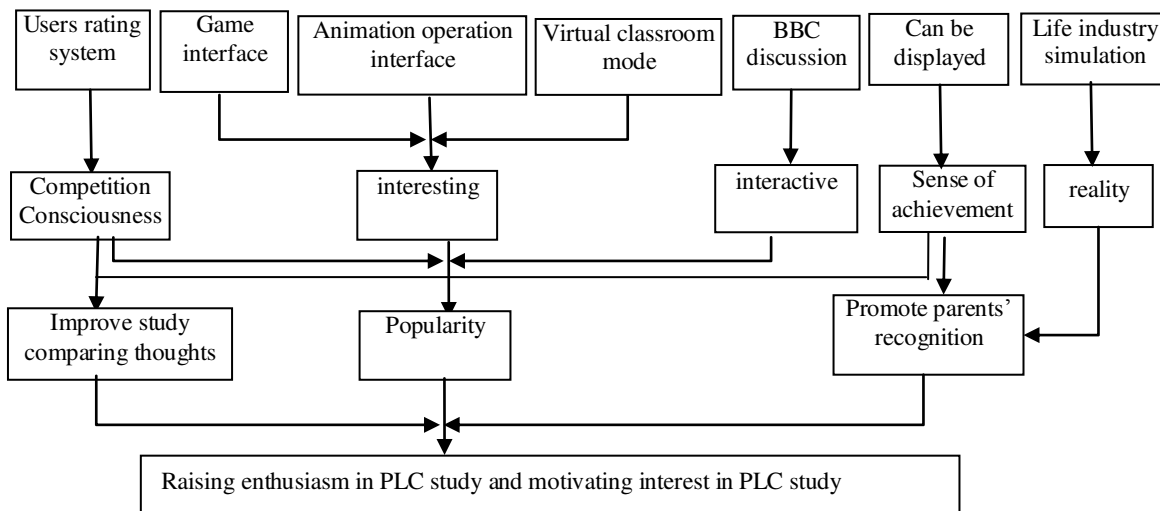 Users rating
system
Game
interface
Animation operation
interface
Virtual classroom
mode
BBC
discussion
Can be
displayed
Life industry
simulation
Competition
Consciousness
interesting
interactive
Sense of
achievement
reality
Improve study
comparing thoughts
Popularity
Promote parents’
recognition
Raising enthusiasm in PLC study and motivating interest in PLC study